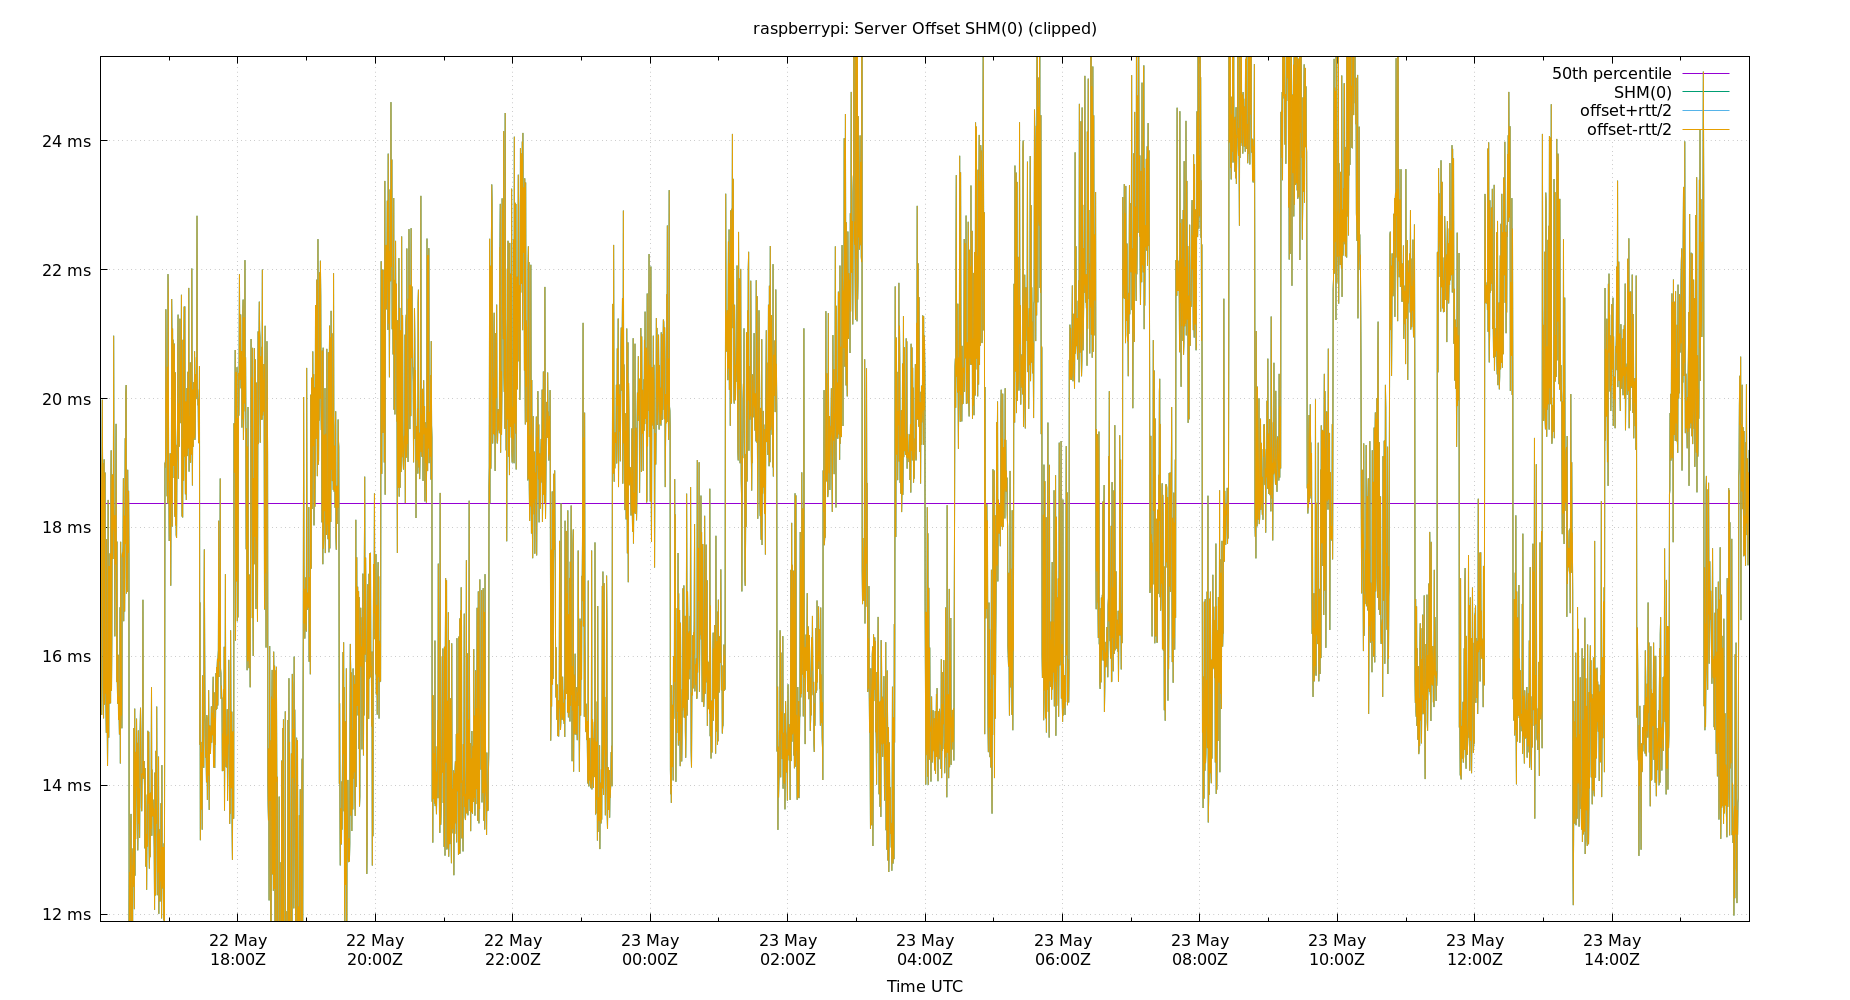 raspberrypi: Server Offset SHM(0) (clipped)
50th percentile
SHM(0)
offset+rtt/2
offset-rtt/2
24 ms
22 ms
20 ms
18 ms
16 ms
14 ms
12 ms
22 May 22 May 22 May 23 May 23 May 23 May 23 May 23 May 23 May 23 May 23 May
18:00Z 20:00Z 22:00Z 00:00Z 02:00Z 04:00Z 06:00Z 08:00Z 10:00Z 12:00Z 14:00Z
Time UTC